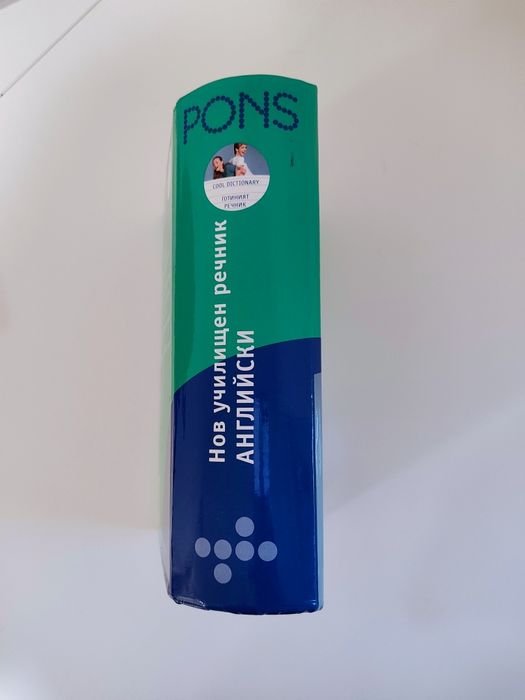 PONS
COOL DICTIONARY
ГОТИНИЯТ
РЕЧНИК
Нов училищен речник
АНГЛИЙСКИ